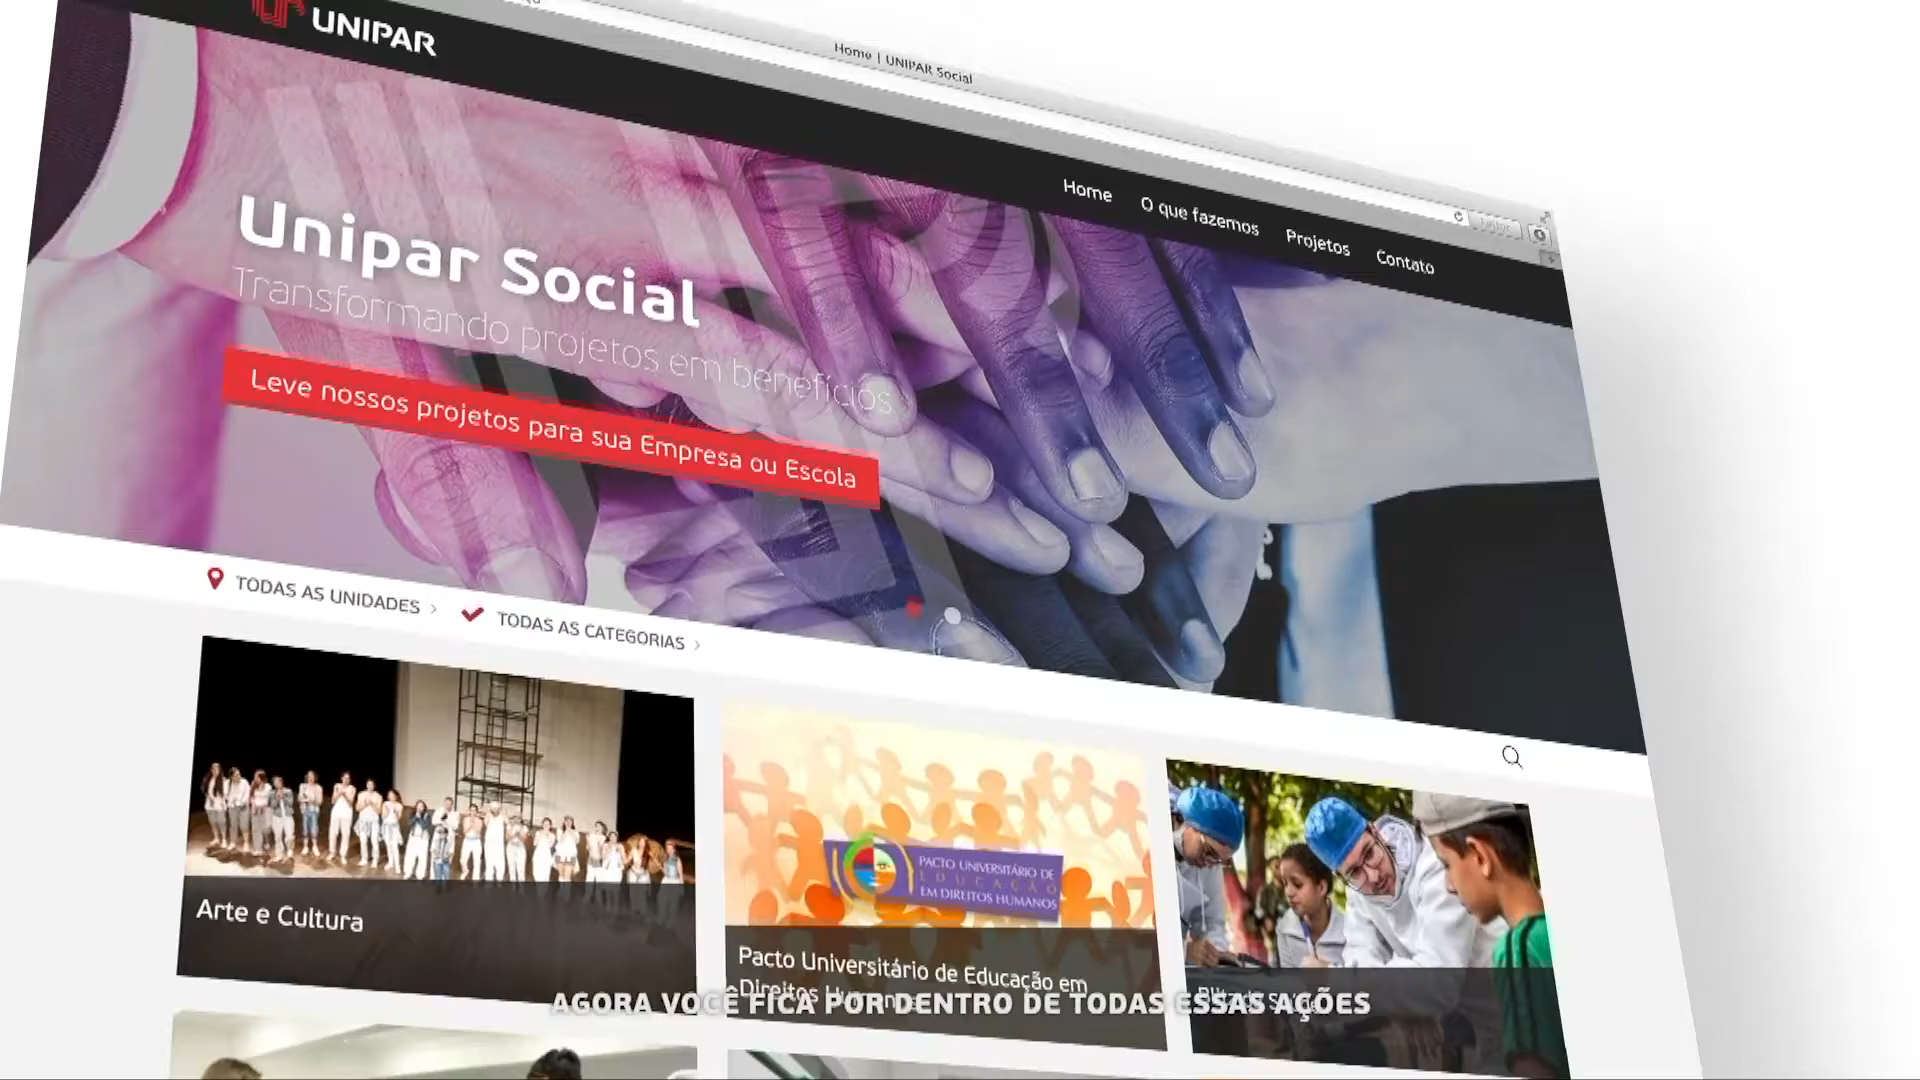 Home | UNIPAR Social
UNIPAR
Home
O que fazemos
Projetos
Contato
Unipar Social
Transformando projetos em benefícios
Leve nossos projetos para sua Empresa ou Escola
TODAS AS UNIDADES
TODAS AS CATEGORIAS
Arte e Cultura
PACTO UNIVERSITÁRIO DE
EDUCAÇÃO
EM DIREITOS HUMANOS
Pacto Universitário de Educação em
Direitos Humanos
AGORA VOCÊ FICA POR DENTRO DE TODAS ESSAS AÇÕES